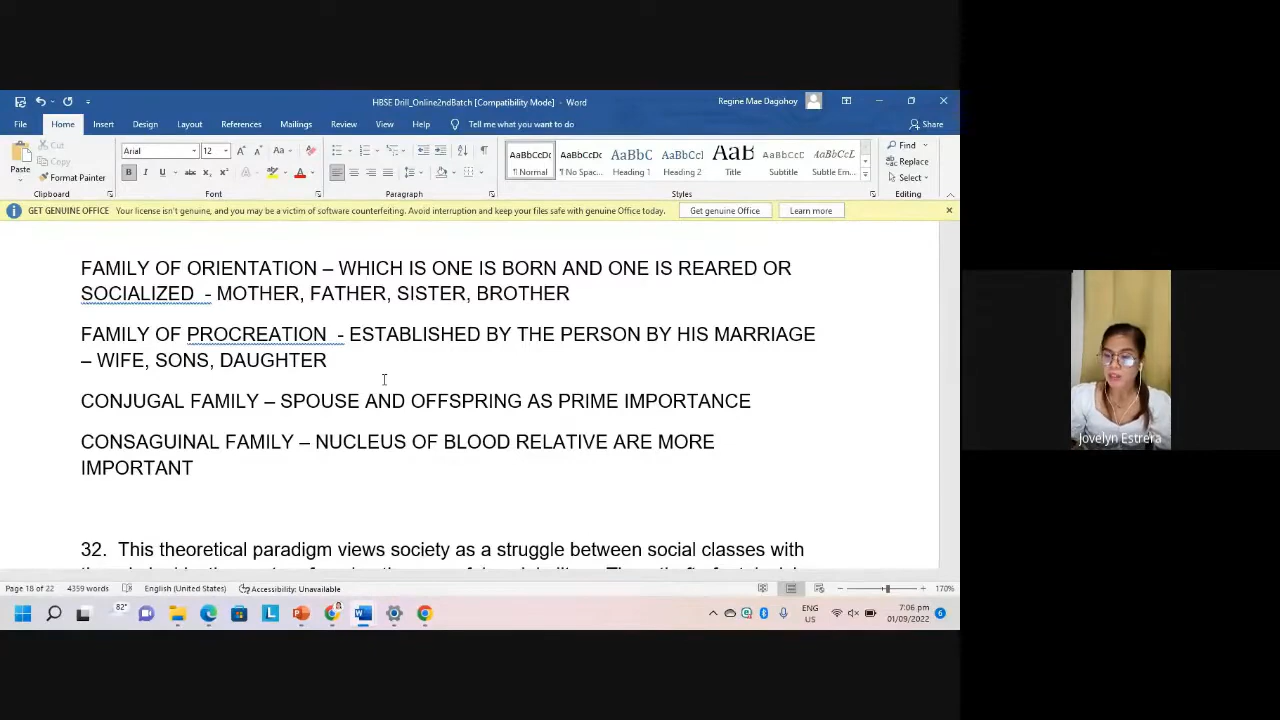 HBSE Drill_Online2ndBatch [Compatibility Mode] - Word
Regine Mae Dagohoy
File Home Insert Design Layout References Mailings Review View Help Tell me what you want to do Share
Paste
Cut
Copy
Format Painter
Clipboard
Arial 12
Font
Paragraph
AaBbCcDc AaBbCcDc AaBbC AaBbCcI AaB AaBbCcD AaBbCcL
¶ Normal ¶ No Spac... Heading 1 Heading 2 Title Subtitle Subtle Em...
Styles
Find
Replace
Select
Editing
GET GENUINE OFFICE Your license isn't genuine, and you may be a victim of software counterfeiting. Avoid interruption and keep your files safe with genuine Office today. Get genuine Office Learn more
FAMILY OF ORIENTATION – WHICH IS ONE IS BORN AND ONE IS REARED OR
SOCIALIZED - MOTHER, FATHER, SISTER, BROTHER
FAMILY OF PROCREATION - ESTABLISHED BY THE PERSON BY HIS MARRIAGE
– WIFE, SONS, DAUGHTER
CONJUGAL FAMILY – SPOUSE AND OFFSPRING AS PRIME IMPORTANCE
CONSAGUINAL FAMILY – NUCLEUS OF BLOOD RELATIVE ARE MORE
IMPORTANT
32. This theoretical paradigm views society as a struggle between social classes with
Page 18 of 22 4359 words English (United States) Accessibility: Unavailable 170%
82°
ENG
US
7:06 pm
01/09/2022
6
Jovelyn Estrera